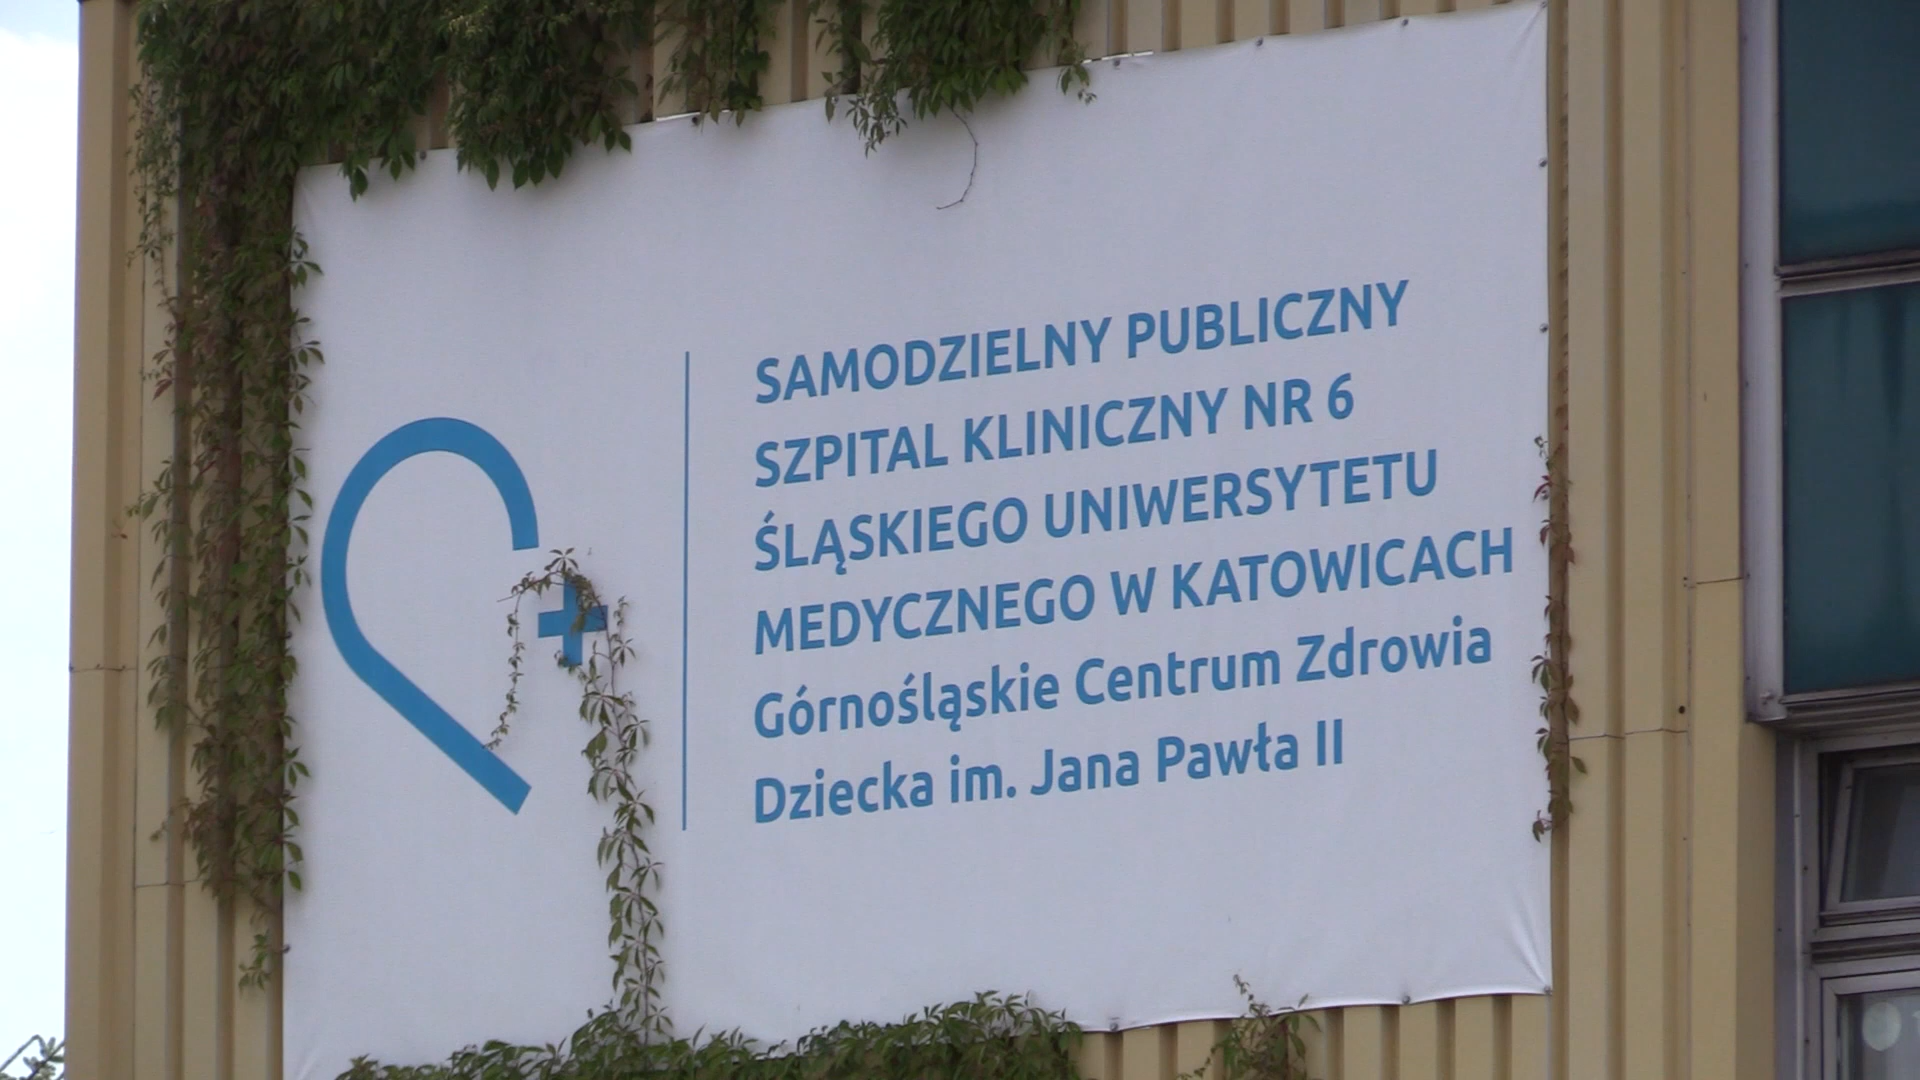 SAMODZIELNY PUBLICZNY
SZPITAL KLINICZNY NR 6
ŚLĄSKIEGO UNIWERSYTETU
MEDYCZNEGO W KATOWICACH
Górnośląskie Centrum Zdrowia
Dziecka im. Jana Pawła II